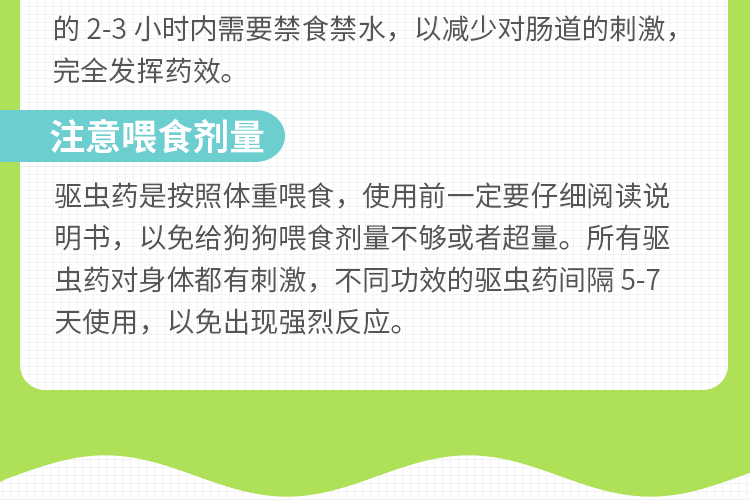 的 2-3 小时内需要禁食禁水，以减少对肠道的刺激，
完全发挥药效。
注意喂食剂量
驱虫药是按照体重喂食，使用前一定要仔细阅读说
明书，以免给狗狗喂食剂量不够或者超量。所有驱
虫药对身体都有刺激，不同功效的驱虫药间隔 5-7
天使用，以免出现强烈反应。